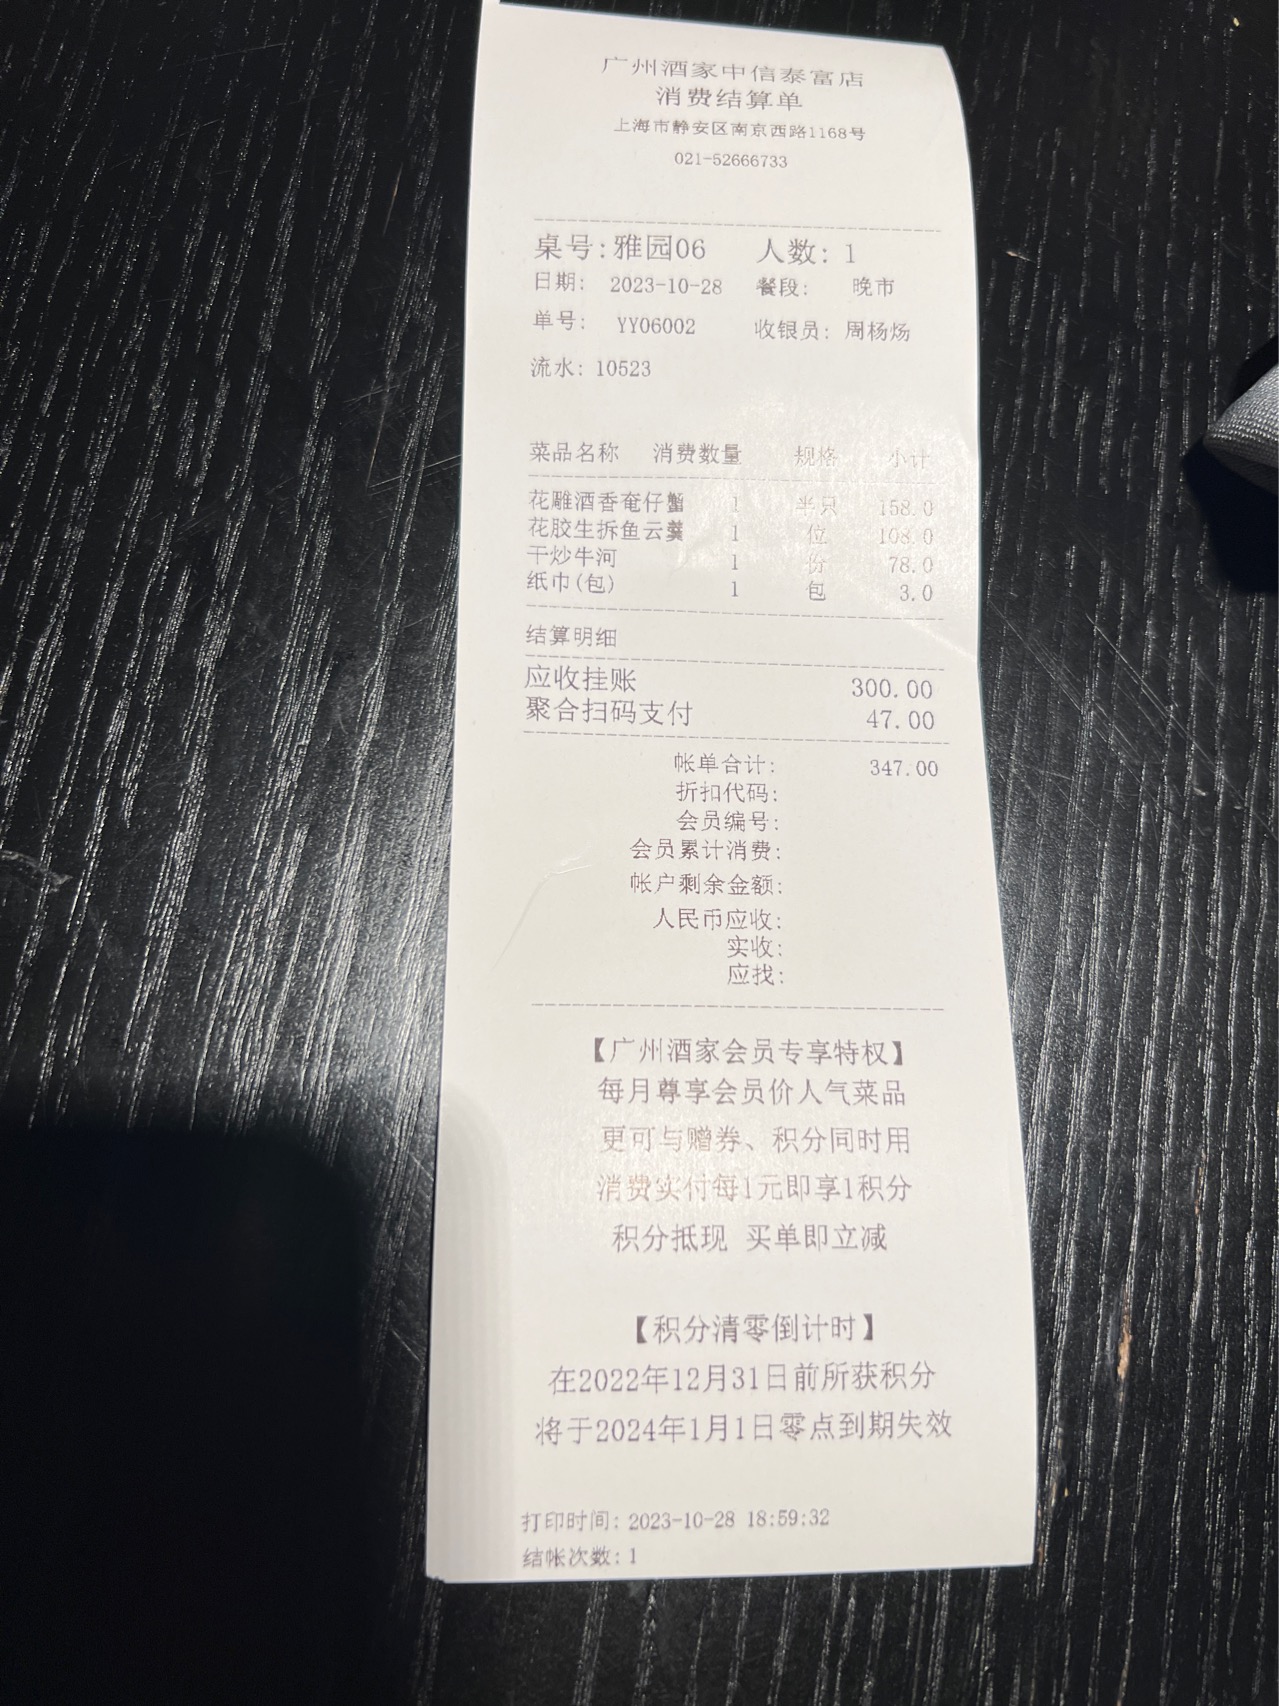 广州酒家中信泰富店
消费结算单
上海市静安区南京西路1168号
021-52666733
桌号:雅园06 人数: 1
日期: 2023-10-28 餐段: 晚市
单号: YY06002 收银员: 周杨炀
流水: 10523
菜品名称 消费数量 规格 小计
花雕酒香奄仔蟹 1 半只 158.0
花胶生拆鱼云羹 1 位 108.0
干炒牛河 1 份 78.0
纸巾(包) 1 包 3.0
结算明细
应收挂账 300.00
聚合扫码支付 47.00
帐单合计: 347.00
折扣代码:
会员编号:
会员累计消费:
帐户剩余金额:
人民币应收:
实收:
应找:
【广州酒家会员专享特权】
每月尊享会员价人气菜品
更可与赠券、积分同时用
消费实付每1元即享1积分
积分抵现 买单即立减
【积分清零倒计时】
在2022年12月31日前所获积分
将于2024年1月1日零点到期失效
打印时间: 2023-10-28 18:59:32
结帐次数: 1